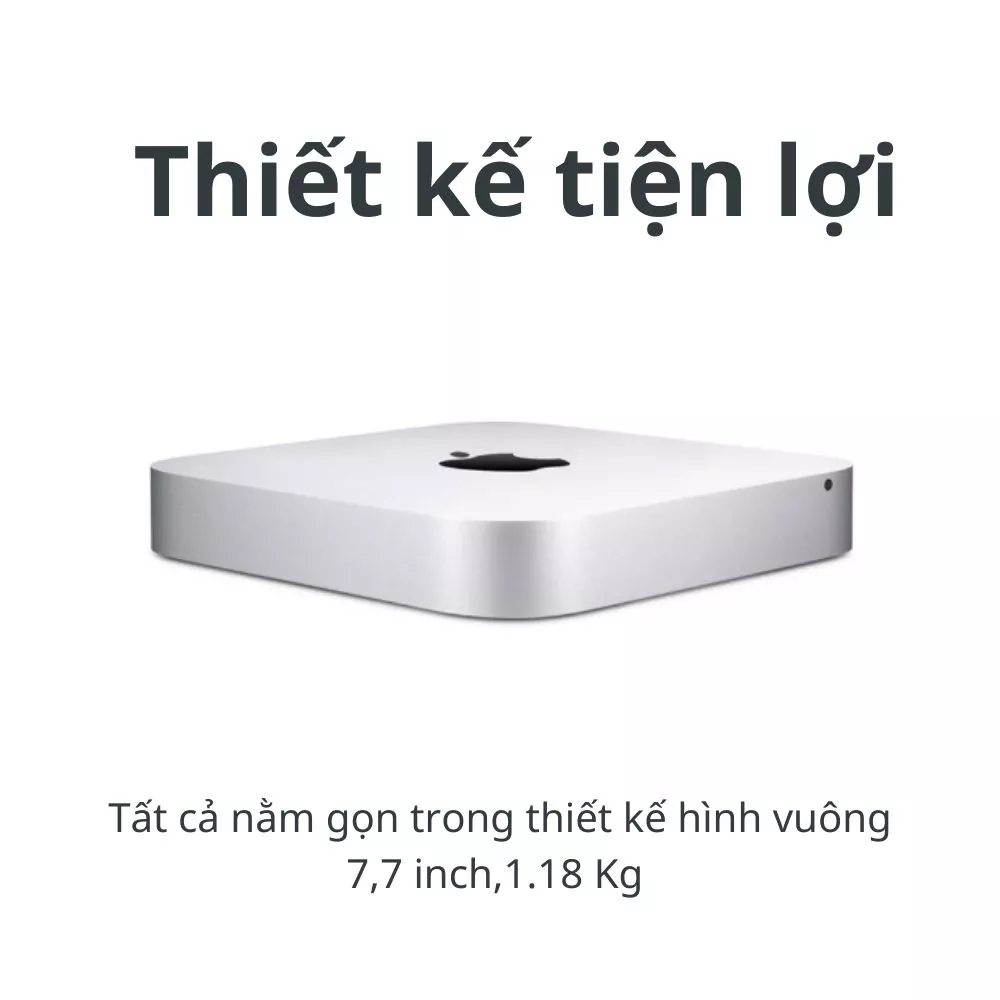 Thiết kế tiện lợi
Tất cả nằm gọn trong thiết kế hình vuông
7,7 inch,1.18 Kg